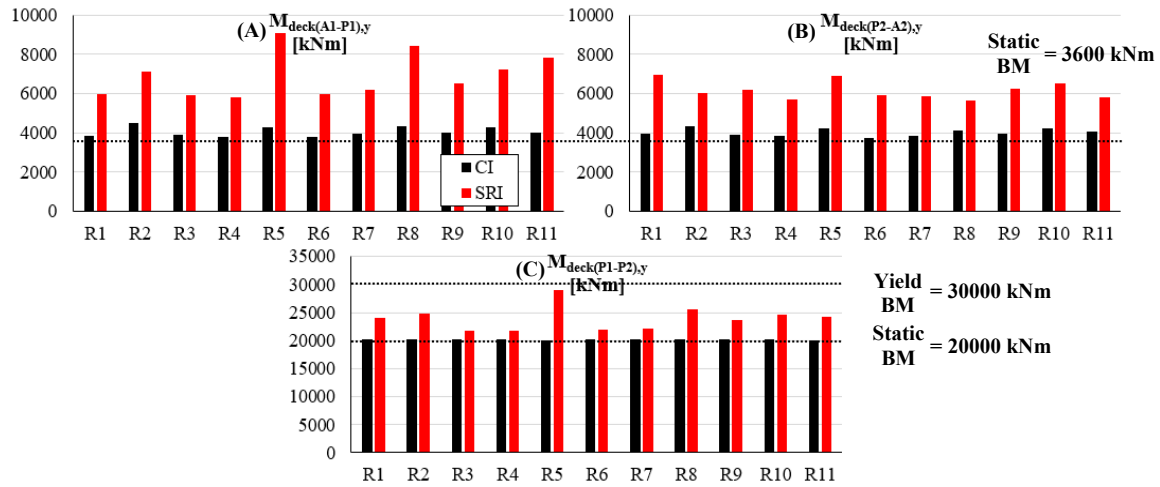 (A) M deck(A1-P1),y
[kNm]
10000
8000
6000
4000
2000
0
CI
SRI
R1 R2 R3 R4 R5 R6 R7 R8 R9 R10 R11
(B) M deck(P2-A2),y
[kNm]
Static
BM = 3600 kNm
10000
8000
6000
4000
2000
0
R1 R2 R3 R4 R5 R6 R7 R8 R9 R10 R11
(C) M deck(P1-P2),y
[kNm]
35000
30000
25000
20000
15000
10000
5000
0
R1 R2 R3 R4 R5 R6 R7 R8 R9 R10 R11
Yield
BM = 30000 kNm
Static
BM = 20000 kNm